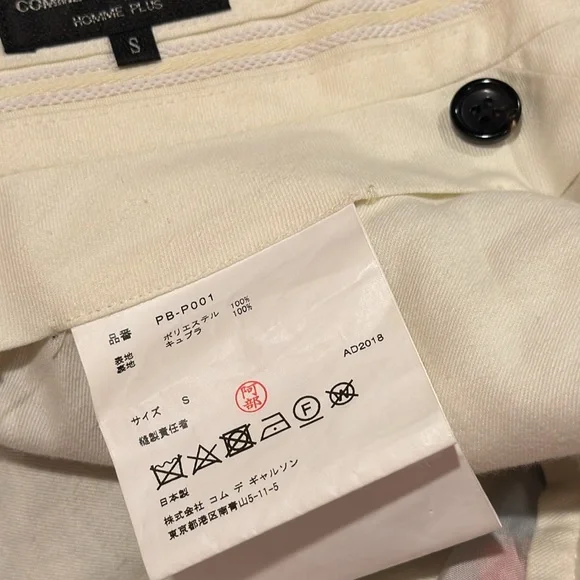 HOMME PLUS
S
品番 PB-P001
表地 ポリエステル 100%
裏地 キュプラ 100%
AD2018
サイズ S
縫製責任者
阿部
F
W
日本製
株式会社 コム デ ギャルソン
東京都港区南青山5-11-5